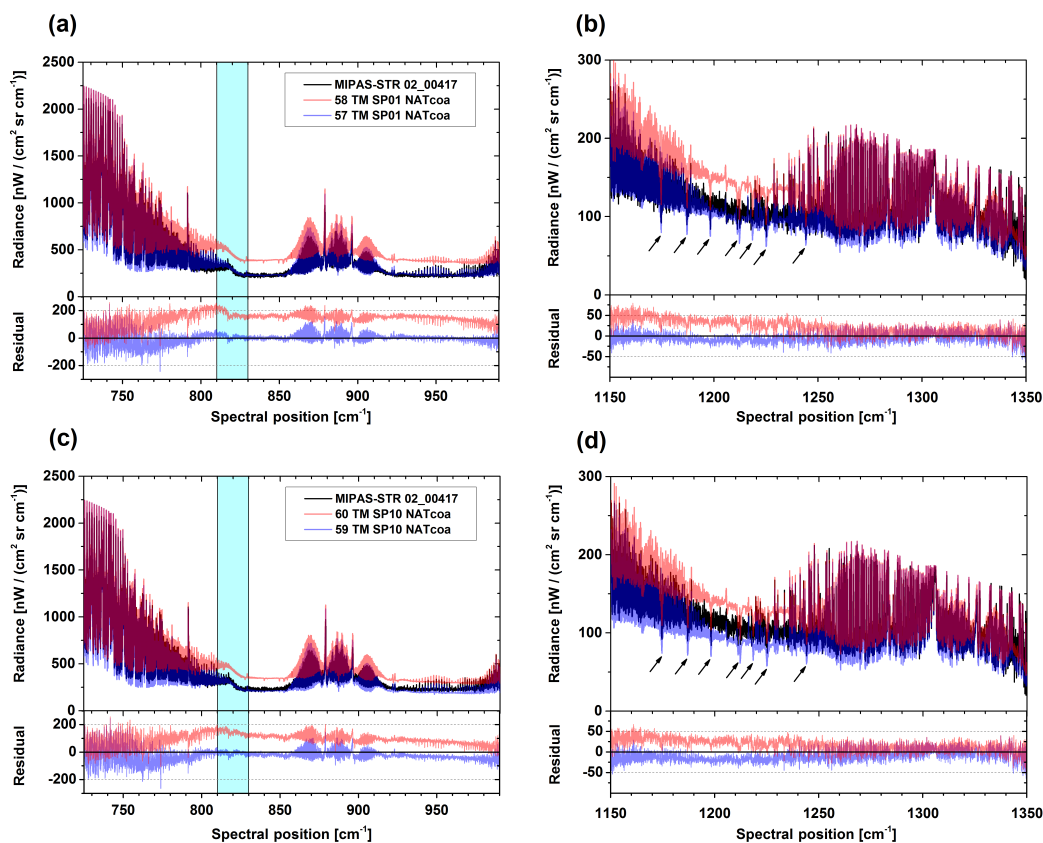 (a)
Radiance [nW / (cm² sr cm⁻¹)]
2500
2000
1500
1000
500
0
MIPAS-STR 02_00417
58 TM SP01 NATcoa
57 TM SP01 NATcoa
Residual
200
0
-200
750 800 850 900 950
Spectral position [cm⁻¹]
(b)
Radiance [nW / (cm² sr cm⁻¹)]
300
200
100
0
Residual
50
0
-50
1150 1200 1250 1300 1350
Spectral position [cm⁻¹]
(c)
Radiance [nW / (cm² sr cm⁻¹)]
2500
2000
1500
1000
500
0
MIPAS-STR 02_00417
60 TM SP10 NATcoa
59 TM SP10 NATcoa
Residual
200
0
-200
750 800 850 900 950
Spectral position [cm⁻¹]
(d)
Radiance [nW / (cm² sr cm⁻¹)]
300
200
100
0
Residual
50
0
-50
1150 1200 1250 1300 1350
Spectral position [cm⁻¹]